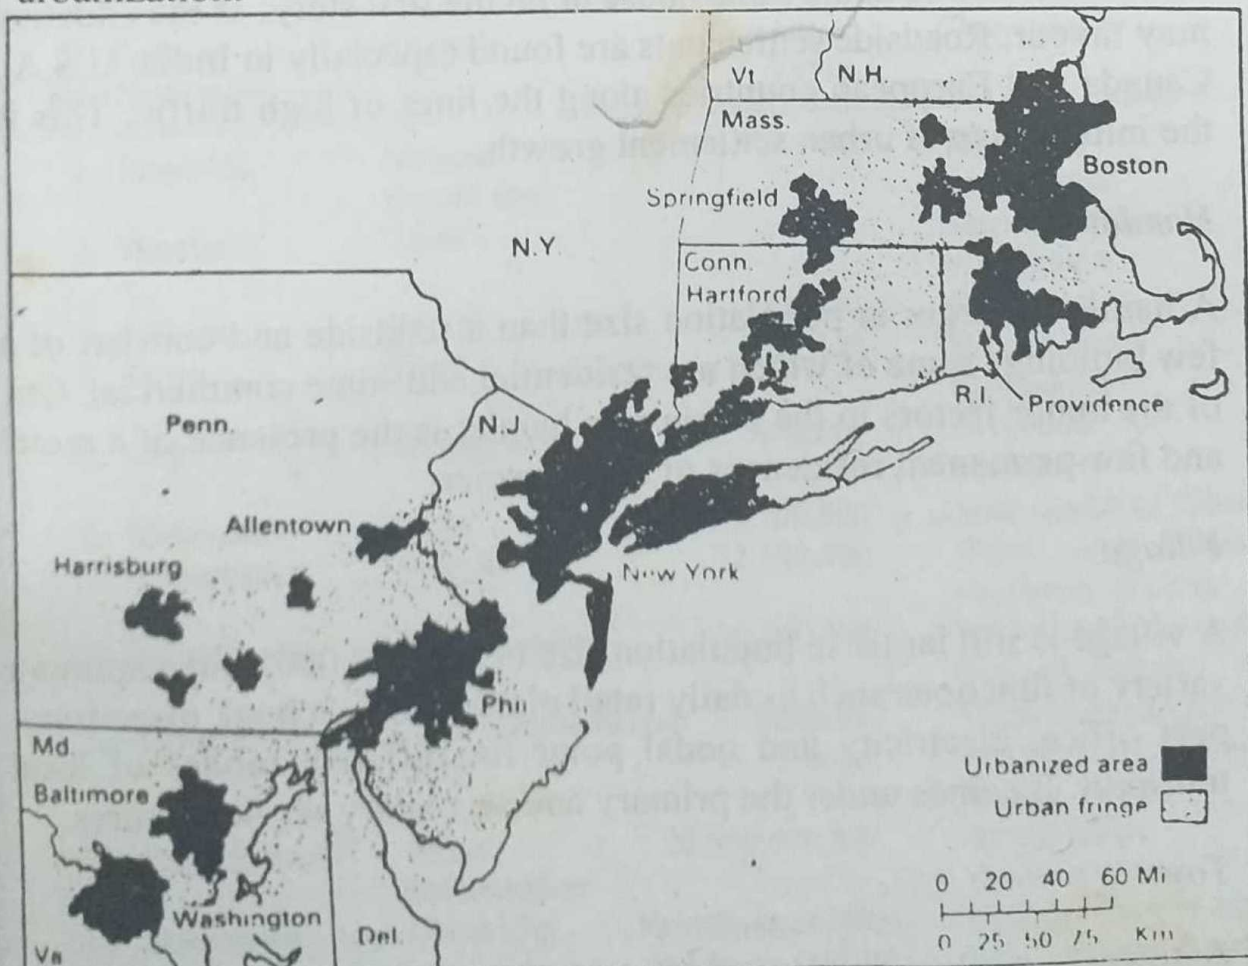 Vt
N.H.
Mass
Boston
Springfield
N.Y
Conn.
Hartford
R.I.
Providence
Penn.
N.J
Allentown
Harrisburg
New York
Phil
Md.
Baltimore
Washington
Del.
Va
Urbanized area
Urban fringe
0 20 40 60 Mi
0 25 50 75 Km